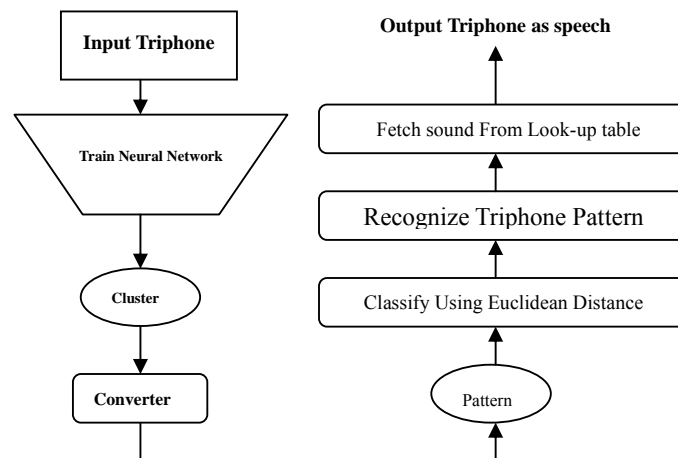 Input Triphone
Train Neural Network
Cluster
Converter
Output Triphone as speech
Fetch sound From Look-up table
Recognize Triphone Pattern
Classify Using Euclidean Distance
Pattern